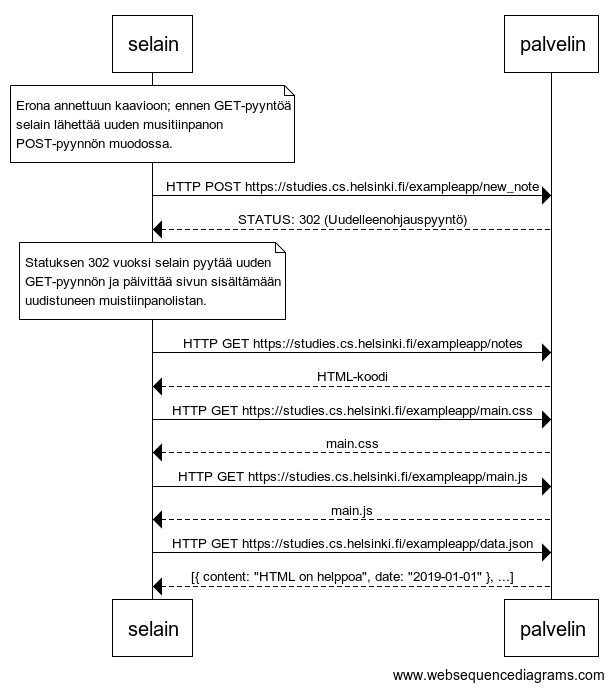 selain
palvelin
Erona annettuun kaavioon; ennen GET-pyyntöä
selain lähettää uuden musitiinpanon
POST-pyynnön muodossa.
HTTP POST https://studies.cs.helsinki.fi/exampleapp/new_note
STATUS: 302 (Uudelleenohjauspyyntö)
Statuksen 302 vuoksi selain pyytää uuden
GET-pyynnön ja päivittää sivun sisältämään
uudistuneen muistiinpanolistan.
HTTP GET https://studies.cs.helsinki.fi/exampleapp/notes
HTML-koodi
HTTP GET https://studies.cs.helsinki.fi/exampleapp/main.css
main.css
HTTP GET https://studies.cs.helsinki.fi/exampleapp/main.js
main.js
HTTP GET https://studies.cs.helsinki.fi/exampleapp/data.json
[{ content: "HTML on helppoa", date: "2019-01-01" }, ...]
selain
palvelin
www.websequencediagrams.com